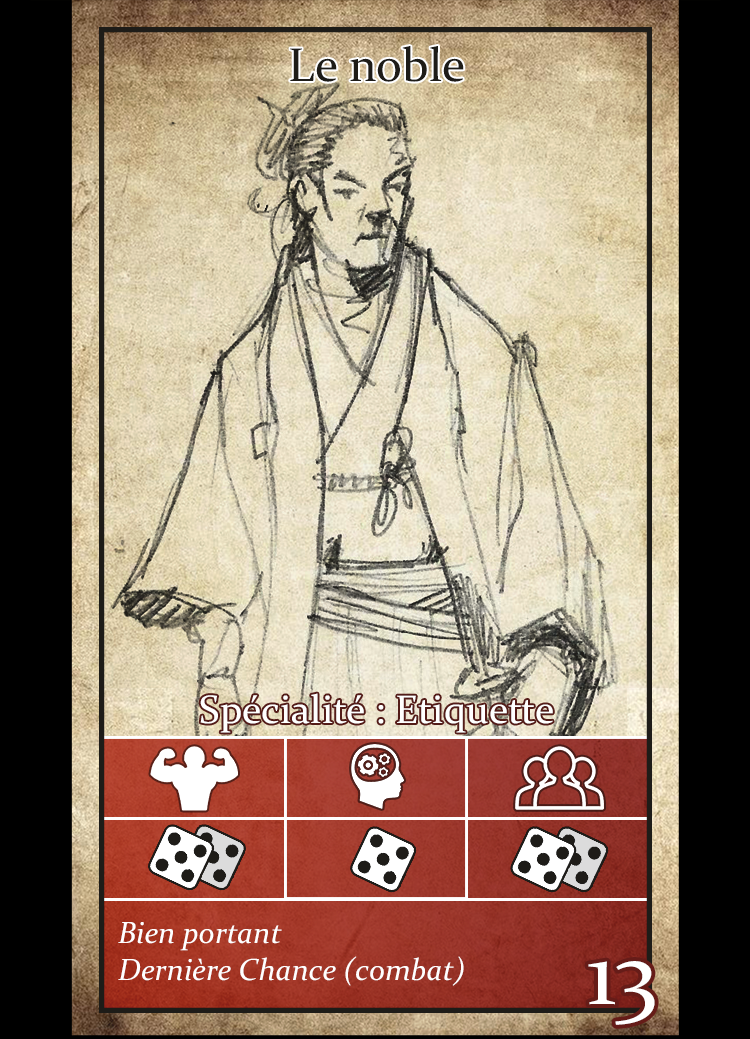 Le noble
Spécialité : Etiquette
Bien portant
Dernière Chance (combat)
13